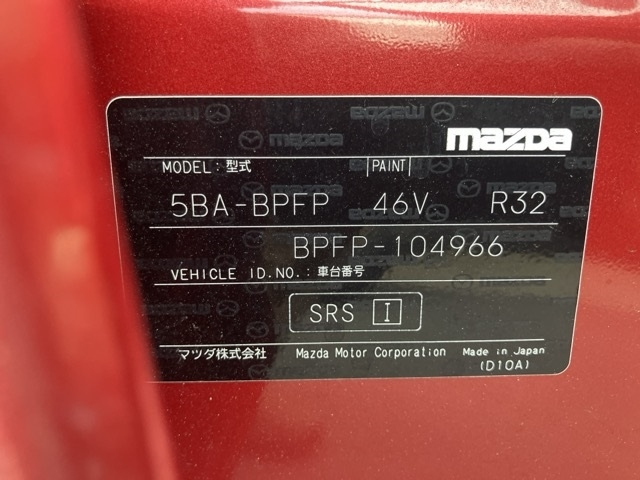 mazda
MODEL:型式 PAINT
5BA-BPFP 46V R32
BPFP-104966
VEHICLE ID.NO.:車台番号
SRS I
マツダ株式会社 Mazda Motor Corporation Made in Japan
(D10A)